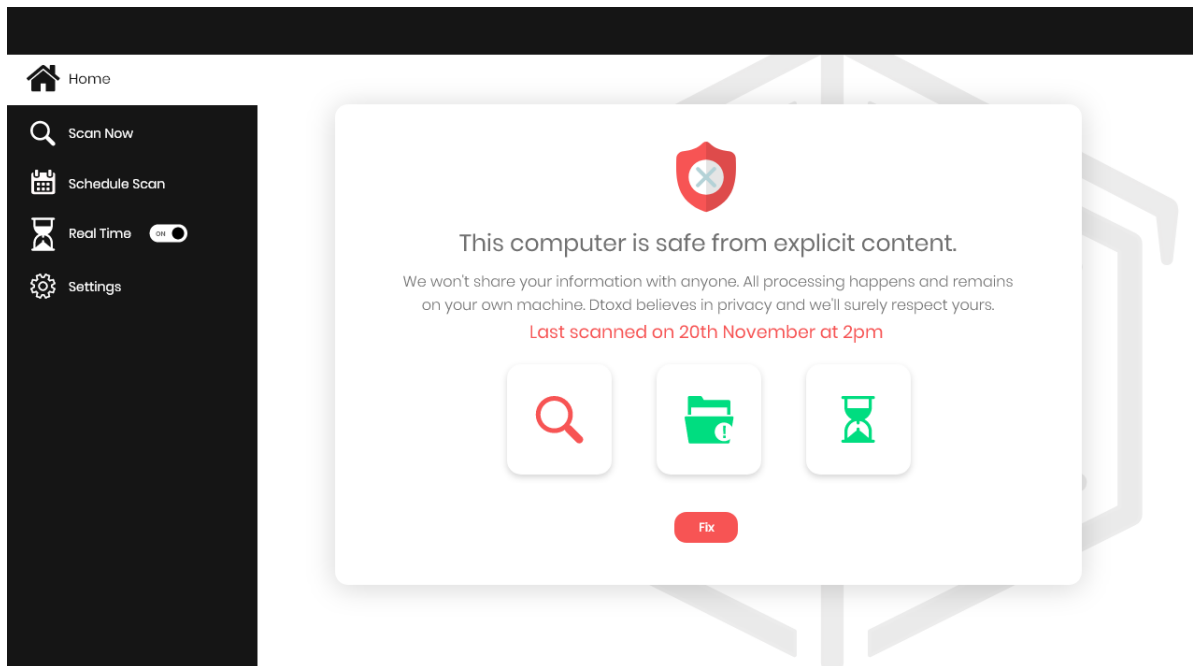 Home
Scan Now
Schedule Scan
Real Time ON
Settings
This computer is safe from explicit content.
We won't share your information with anyone. All processing happens and remains
on your own machine. Dtoxd believes in privacy and we'll surely respect yours.
Last scanned on 20th November at 2pm
Fix